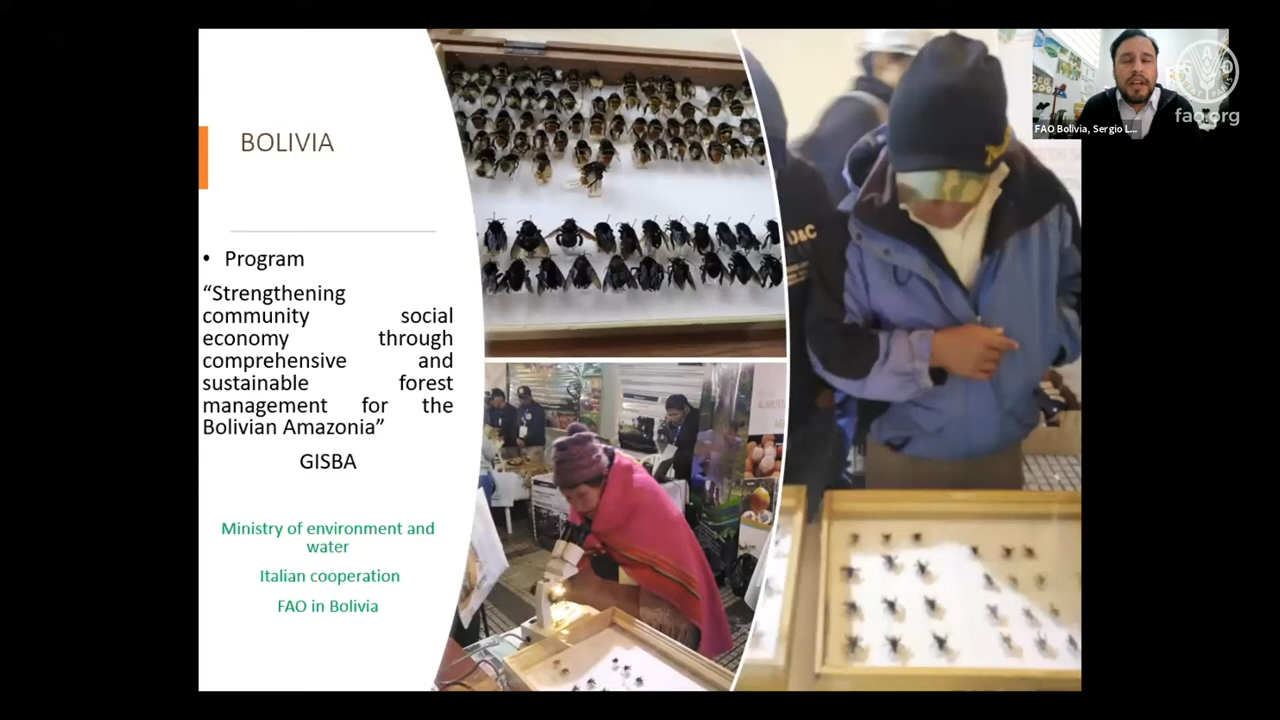 BOLIVIA
• Program
“Strengthening
community social
economy through
comprehensive and
sustainable forest
management for the
Bolivian Amazonia”
GISBA
Ministry of environment and
water
Italian cooperation
FAO in Bolivia
FAO Bolivia, Sergio L...
fao.org